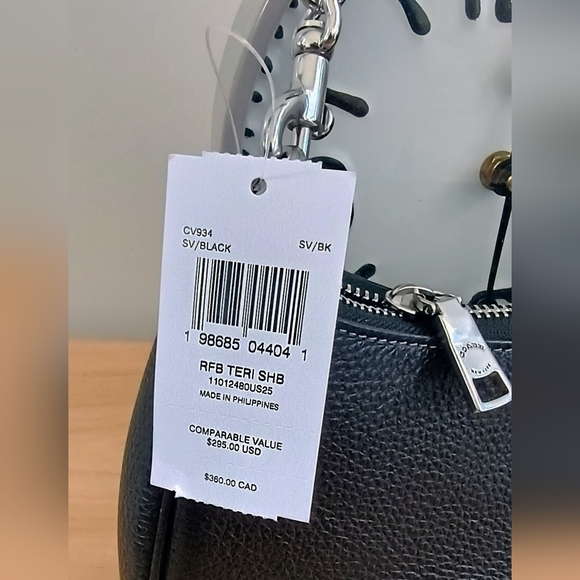 CV934
SV/BLACK SV/BK
1 98685 04404 1
RFB TERI SHB
11012480US25
MADE IN PHILIPPINES
COMPARABLE VALUE
$295.00 USD
$360.00 CAD